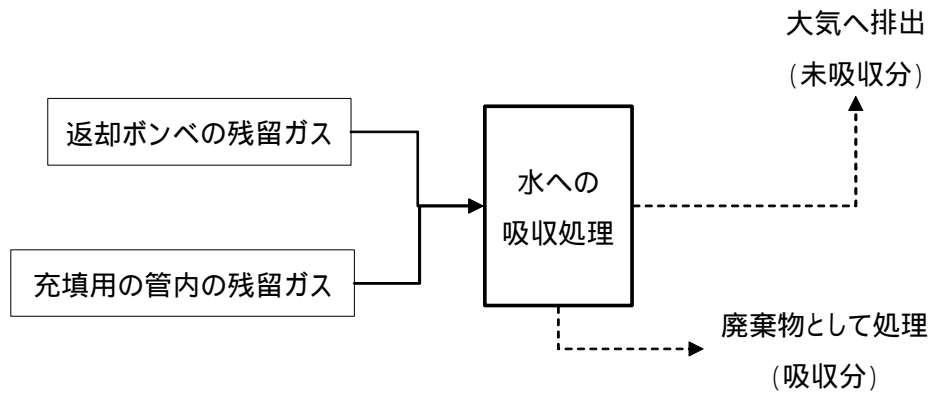 大気へ排出
(未吸収分)
返却ボンベの残留ガス
水への
吸収処理
充填用の管内の残留ガス
廃棄物として処理
(吸収分)